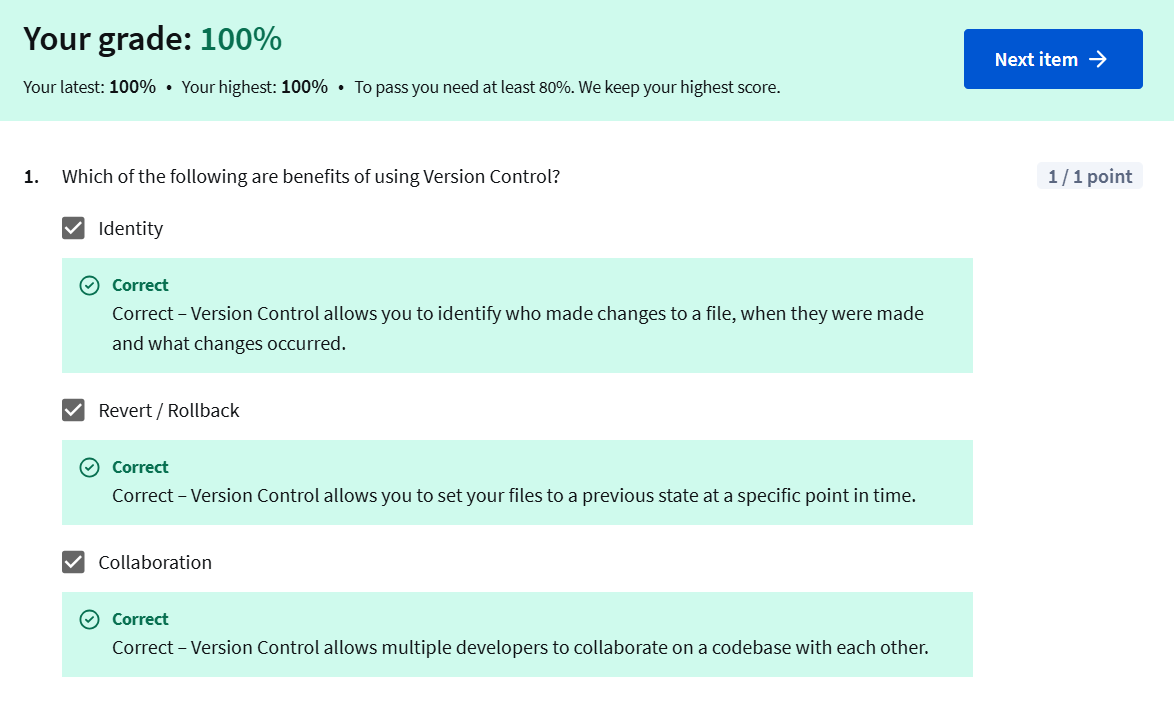 Your grade: 100%
Next item →
Your latest: 100% • Your highest: 100% • To pass you need at least 80%. We keep your highest score.
1. Which of the following are benefits of using Version Control?
1 / 1 point
Identity
Correct
Correct – Version Control allows you to identify who made changes to a file, when they were made
and what changes occurred.
Revert / Rollback
Correct
Correct – Version Control allows you to set your files to a previous state at a specific point in time.
Collaboration
Correct
Correct – Version Control allows multiple developers to collaborate on a codebase with each other.